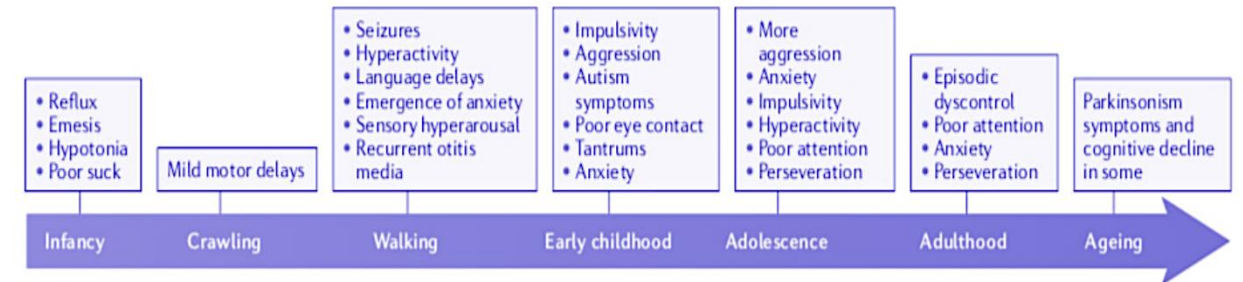 • Reflux
• Emesis
• Hypotonia
• Poor suck
Mild motor delays
• Seizures
• Hyperactivity
• Language delays
• Emergence of anxiety
• Sensory hyperarousal
• Recurrent otitis
media
• Impulsivity
• Aggression
• Autism
symptoms
• Poor eye contact
• Tantrums
• Anxiety
• More
aggression
• Anxiety
• Impulsivity
• Hyperactivity
• Poor attention
• Perseveration
• Episodic
dyscontrol
• Poor attention
• Anxiety
• Perseveration
Parkinsonism
symptoms and
cognitive decline
in some
Infancy
Crawling
Walking
Early childhood
Adolescence
Adulthood
Ageing